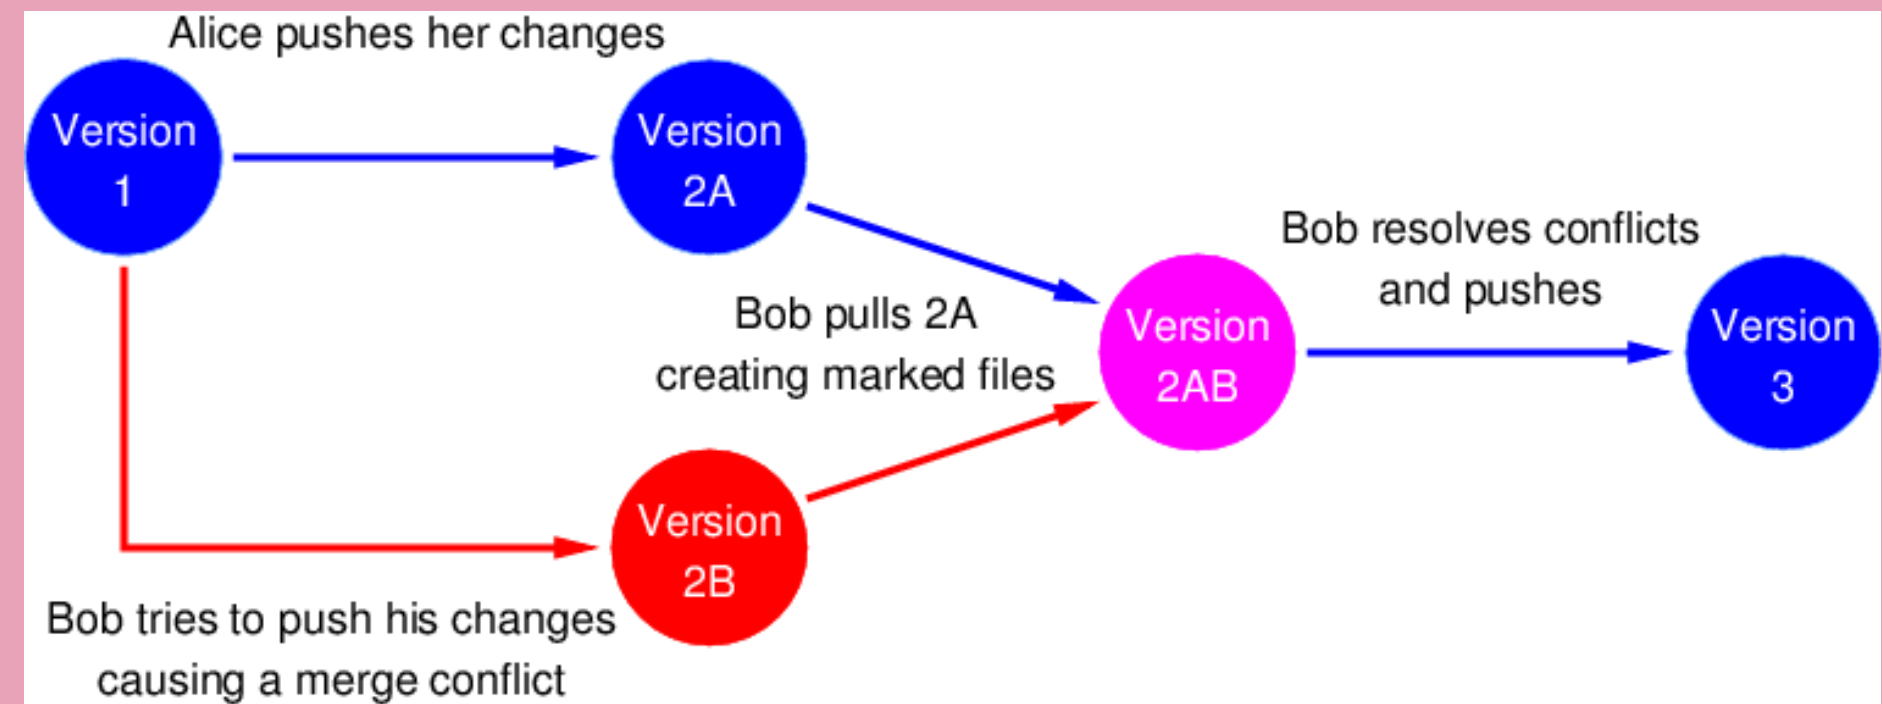 Alice pushes her changes
Version
1
Version
2A
Bob resolves conflicts
and pushes
Bob pulls 2A
creating marked files
Version
2AB
Version
3
Version
2B
Bob tries to push his changes
causing a merge conflict